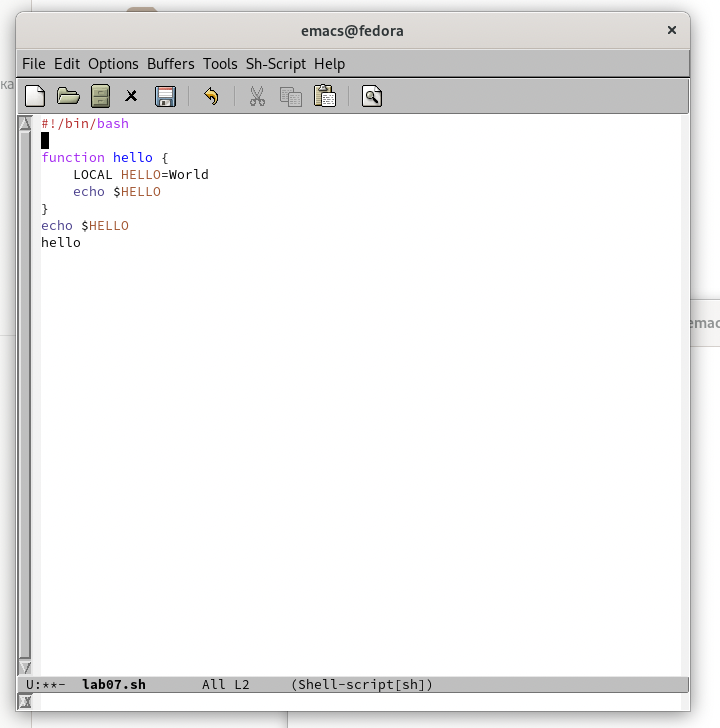 emacs@fedora
File Edit Options Buffers Tools Sh-Script Help
#!/bin/bash
function hello {
    LOCAL HELLO=World
    echo $HELLO
}
echo $HELLO
hello
U:**-  lab07.sh       All L2     (Shell-script[sh])
ка
emac